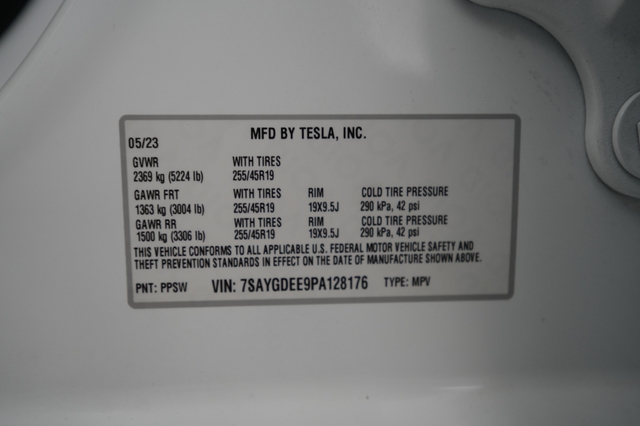 05/23 MFD BY TESLA, INC.
GVWR WITH TIRES
2369 kg (5224 lb) 255/45R19
GAWR FRT WITH TIRES RIM COLD TIRE PRESSURE
1363 kg (3004 lb) 255/45R19 19X9.5J 290 kPa, 42 psi
GAWR RR WITH TIRES RIM COLD TIRE PRESSURE
1500 kg (3306 lb) 255/45R19 19X9.5J 290 kPa, 42 psi
THIS VEHICLE CONFORMS TO ALL APPLICABLE U.S. FEDERAL MOTOR VEHICLE SAFETY AND
THEFT PREVENTION STANDARDS IN EFFECT ON THE DATE OF MANUFACTURE SHOWN ABOVE.
PNT: PPSW VIN: 7SAYGDEE9PA128176 TYPE: MPV